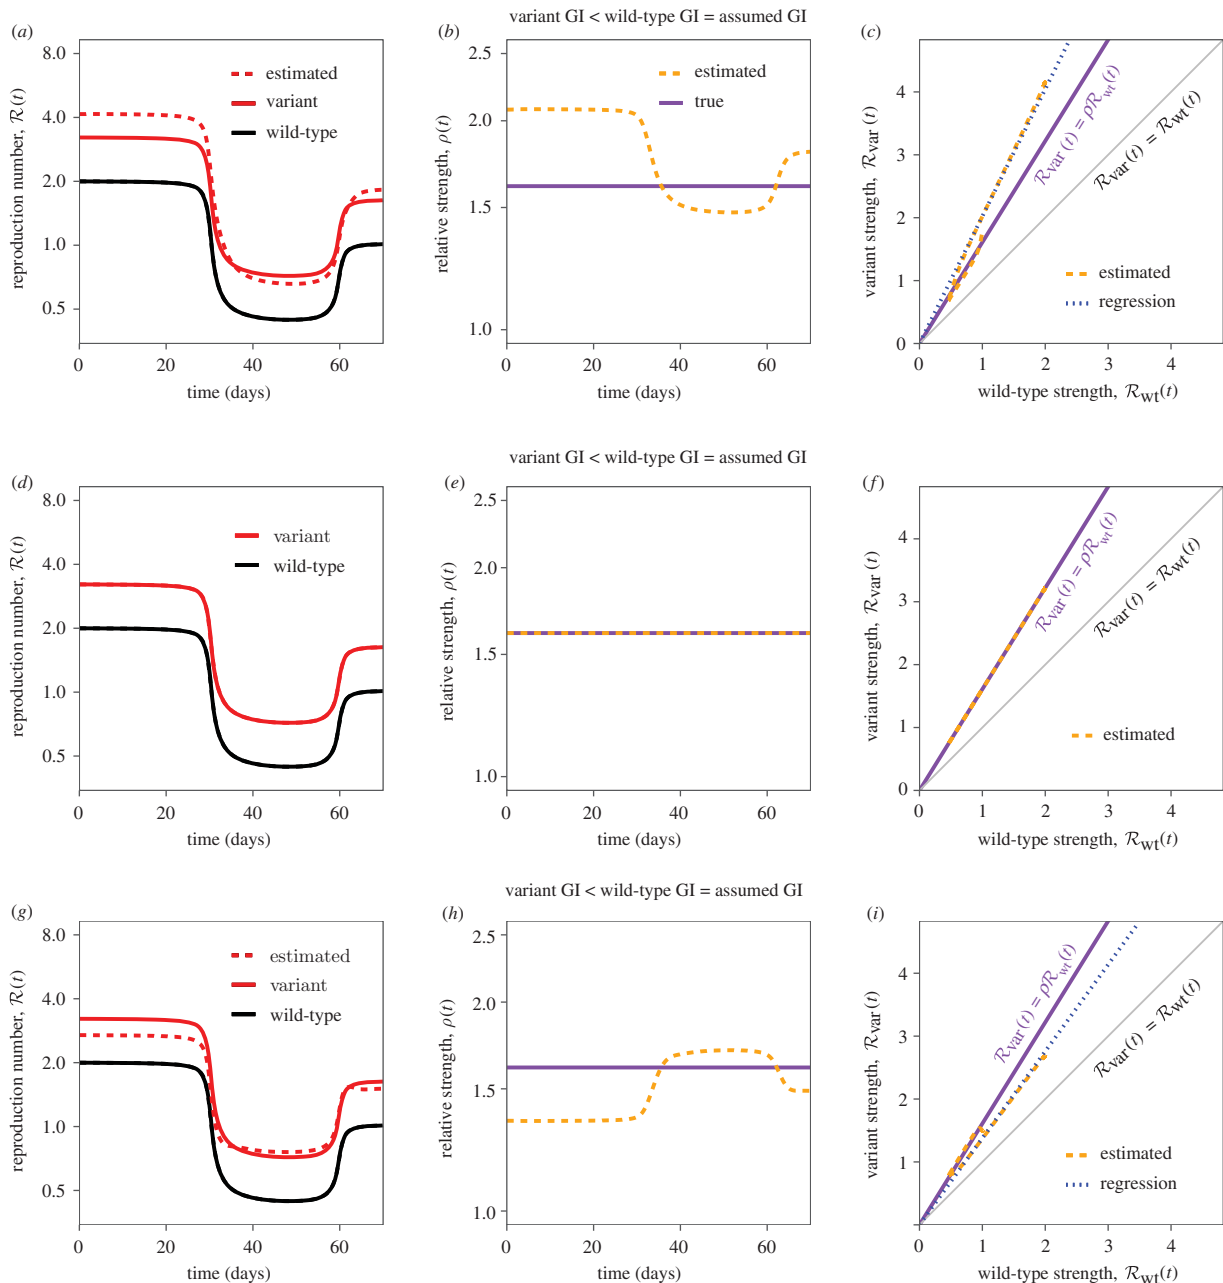 variant GI < wild-type GI = assumed GI
(a)
(b)
(c)
reproduction number, R(t)
8.0
4.0
2.0
1.0
0.5
estimated
variant
wild-type
0
20
40
60
time (days)
relative strength, ρ(t)
2.5
2.0
1.5
1.0
estimated
true
0
20
40
60
time (days)
variant strength, Rvar(t)
4
3
2
1
0
Rvar(t) = ρRwt(t)
Rvar(t) = Rwt(t)
estimated
regression
0
1
2
3
4
wild-type strength, Rwt(t)
variant GI < wild-type GI = assumed GI
(d)
(e)
(f)
reproduction number, R(t)
8.0
4.0
2.0
1.0
0.5
variant
wild-type
0
20
40
60
time (days)
relative strength, ρ(t)
2.5
2.0
1.5
1.0
0
20
40
60
time (days)
variant strength, Rvar(t)
4
3
2
1
0
Rvar(t) = ρRwt(t)
Rvar(t) = Rwt(t)
estimated
0
1
2
3
4
wild-type strength, Rwt(t)
variant GI < wild-type GI = assumed GI
(g)
(h)
(i)
reproduction number, R(t)
8.0
4.0
2.0
1.0
0.5
estimated
variant
wild-type
0
20
40
60
time (days)
relative strength, ρ(t)
2.5
2.0
1.5
1.0
0
20
40
60
time (days)
variant strength, Rvar(t)
4
3
2
1
0
Rvar(t) = ρRwt(t)
Rvar(t) = Rwt(t)
estimated
regression
0
1
2
3
4
wild-type strength, Rwt(t)